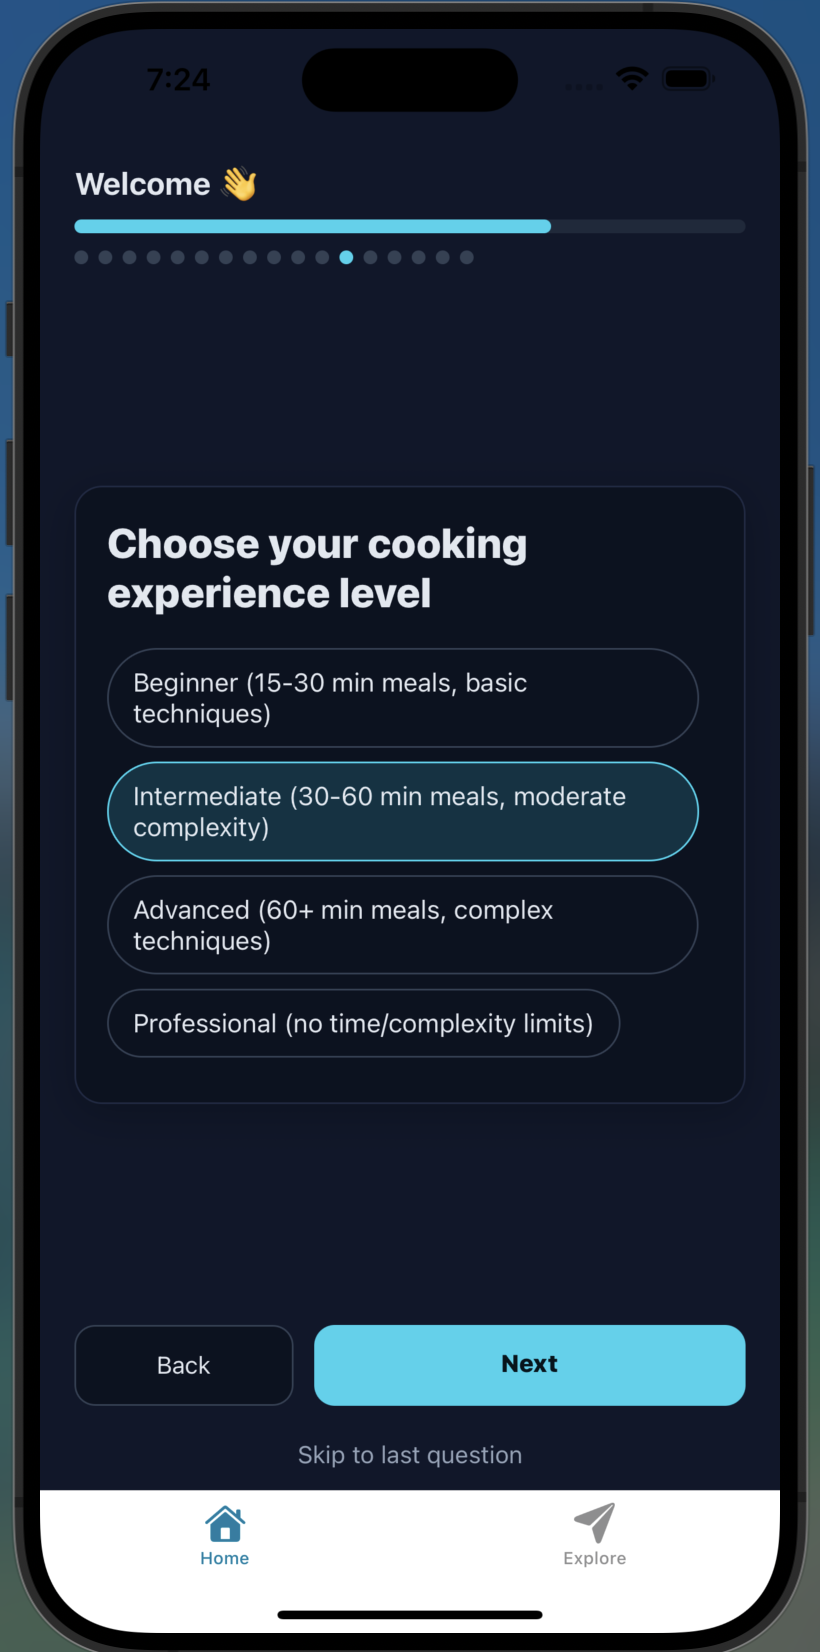 7:24
Welcome 👋
Choose your cooking
experience level
Beginner (15-30 min meals, basic
techniques)
Intermediate (30-60 min meals, moderate
complexity)
Advanced (60+ min meals, complex
techniques)
Professional (no time/complexity limits)
Back
Next
Skip to last question
Home
Explore